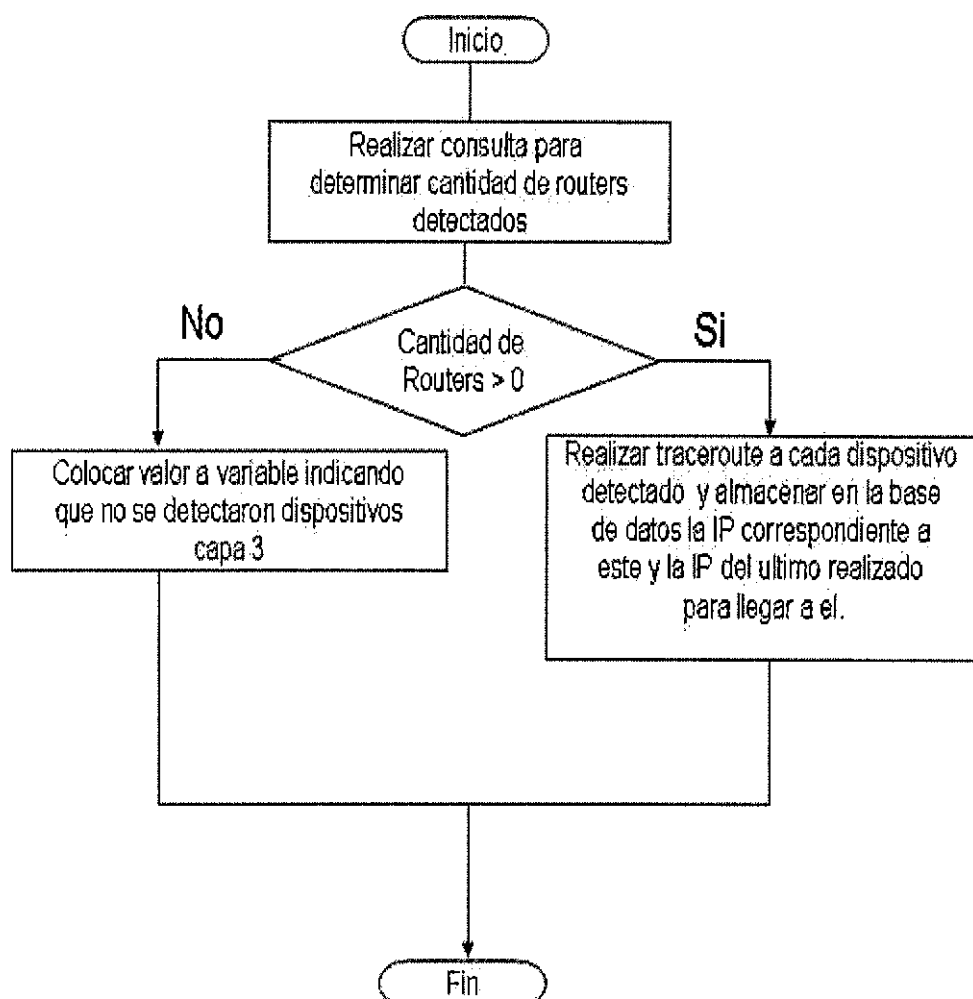 Inicio
Realizar consulta para
determinar cantidad de routers
detectados
No
Si
Cantidad de
Routers > 0
Colocar valor a variable indicando
que no se detectaron dispositivos
capa 3
Realizar traceroute a cada dispositivo
detectado y almacenar en la base
de datos la IP correspondiente a
este y la IP del ultimo realizado
para llegar a el.
Fin